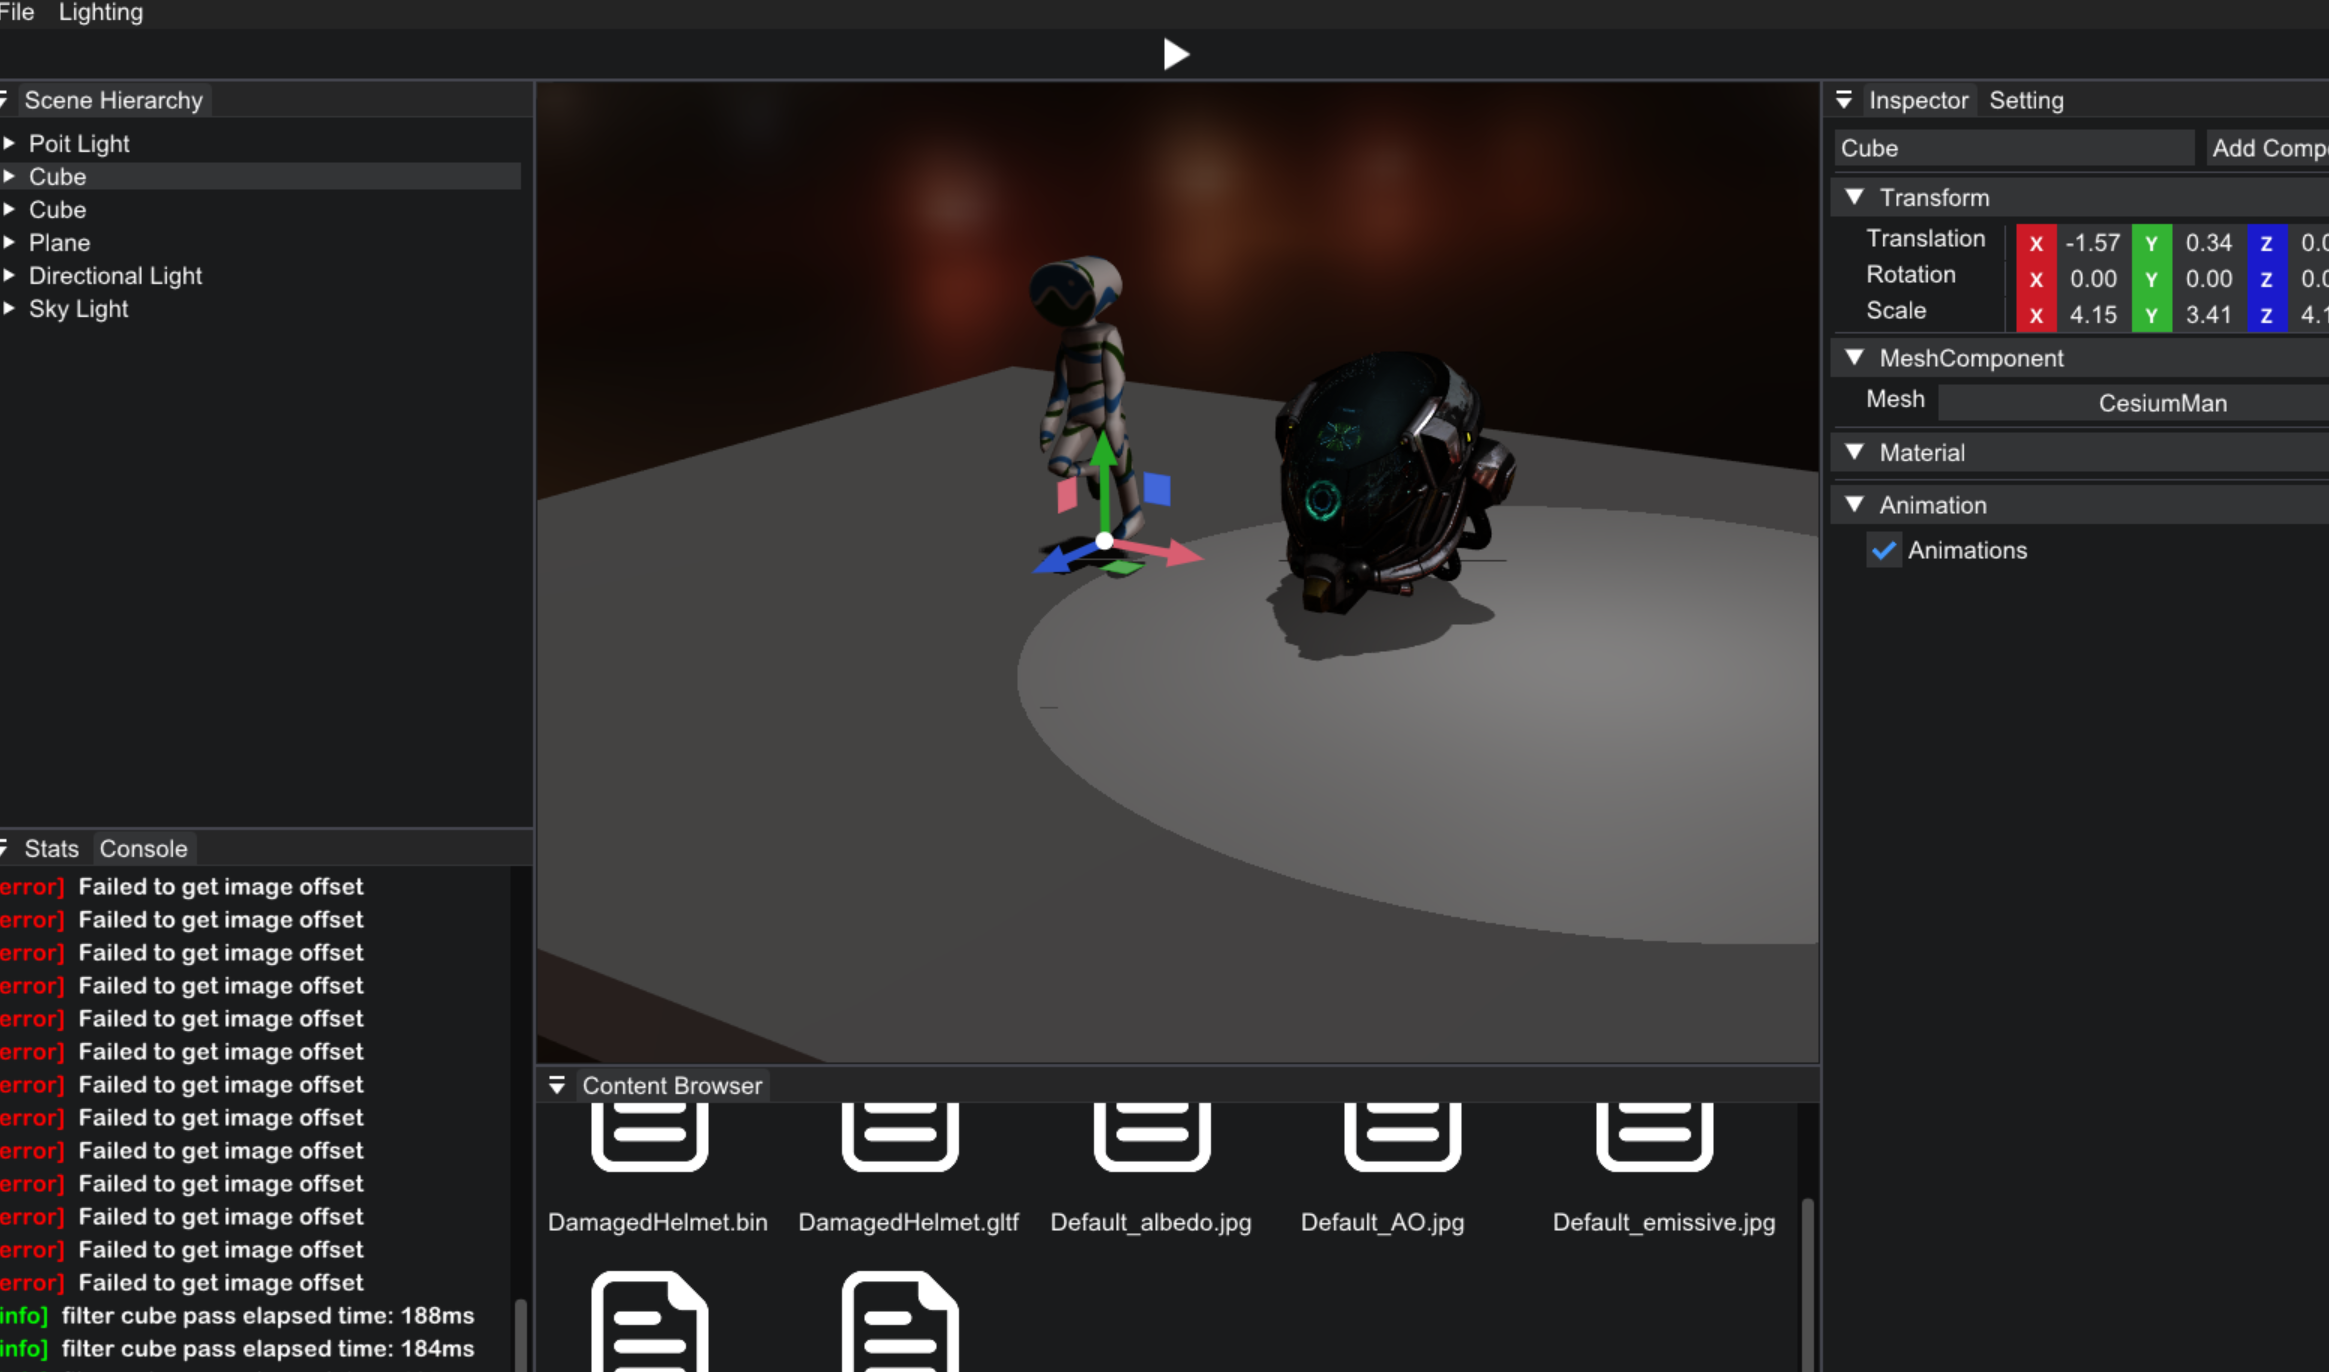 File Lighting
Scene Hierarchy
Poit Light
Cube
Cube
Plane
Directional Light
Sky Light
Stats Console
error] Failed to get image offset
error] Failed to get image offset
error] Failed to get image offset
error] Failed to get image offset
error] Failed to get image offset
error] Failed to get image offset
error] Failed to get image offset
error] Failed to get image offset
error] Failed to get image offset
error] Failed to get image offset
error] Failed to get image offset
error] Failed to get image offset
error] Failed to get image offset
info] filter cube pass elapsed time: 188ms
info] filter cube pass elapsed time: 184ms
Content Browser
DamagedHelmet.bin DamagedHelmet.gltf Default_albedo.jpg Default_AO.jpg Default_emissive.jpg
Inspector Setting
Cube Add Comp
Transform
Translation X -1.57 Y 0.34 Z 0.0
Rotation X 0.00 Y 0.00 Z 0.0
Scale X 4.15 Y 3.41 Z 4.1
MeshComponent
Mesh CesiumMan
Material
Animation
Animations